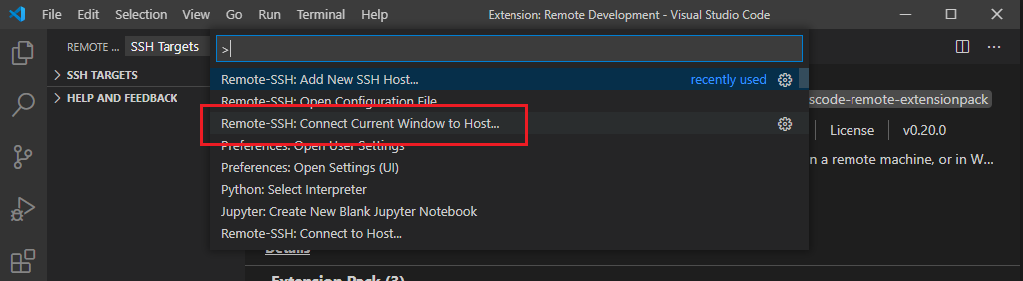 File Edit Selection View Go Run Terminal Help Extension: Remote Development - Visual Studio Code
REMOTE ... SSH Targets
>
SSH TARGETS
HELP AND FEEDBACK
Remote-SSH: Add New SSH Host... recently used
Remote-SSH: Open Configuration File
scode-remote-extensionpack
Remote-SSH: Connect Current Window to Host...
License v0.20.0
Preferences: Open User Settings
Preferences: Open Settings (UI)
n a remote machine, or in W...
Python: Select Interpreter
Jupyter: Create New Blank Jupyter Notebook
Remote-SSH: Connect to Host...
Details
Extension Pack (3)